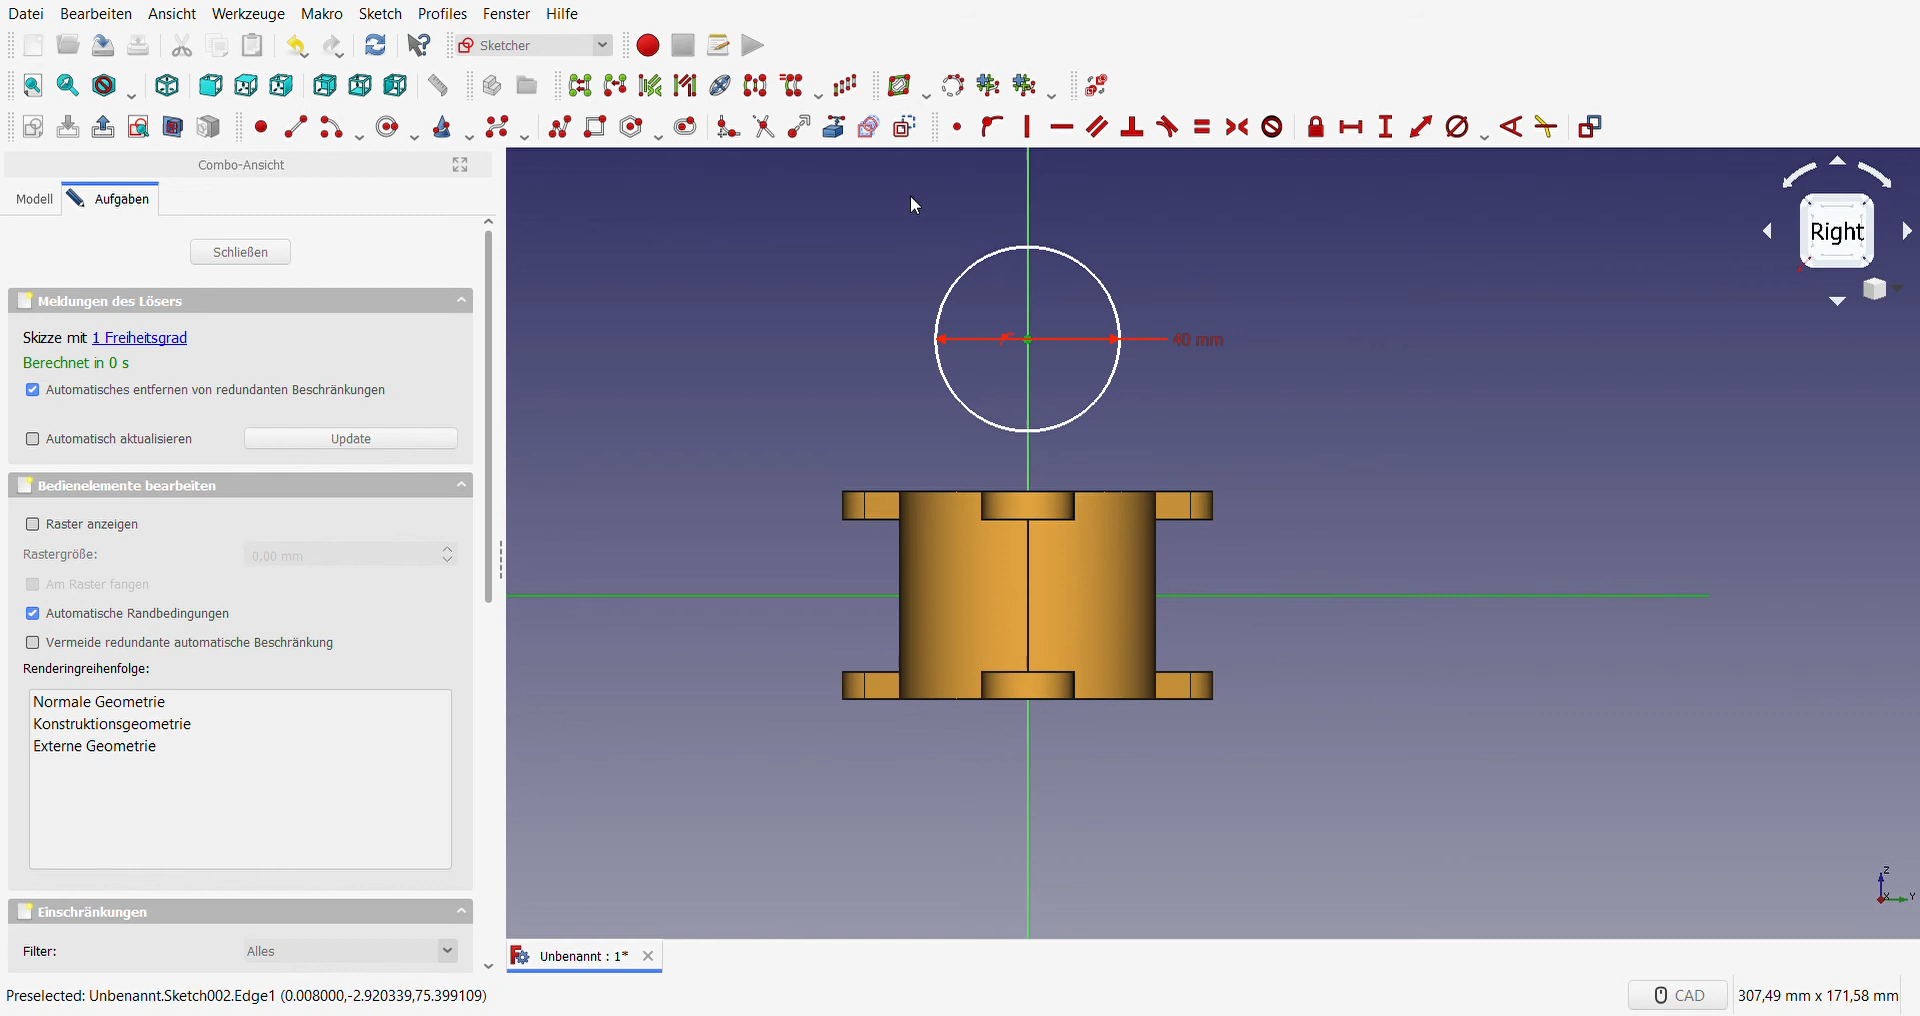 Datei Bearbeiten Ansicht Werkzeuge Makro Sketch Profiles Fenster Hilfe
Sketcher
Combo-Ansicht
Modell Aufgaben
Schließen
Meldungen des Lösers
Skizze mit 1 Freiheitsgrad
Berechnet in 0 s
Automatisches entfernen von redundanten Beschränkungen
Automatisch aktualisieren Update
Bedienelemente bearbeiten
Raster anzeigen
Rastergröße: 0,00 mm
Am Raster fangen
Automatische Randbedingungen
Vermeide redundante automatische Beschränkung
Renderingreihenfolge:
Normale Geometrie
Konstruktionsgeometrie
Externe Geometrie
Einschränkungen
Filter: Alles
40 mm
Right
Z
X Y
Unbenannt : 1*
Preselected: Unbenannt.Sketch002.Edge1 (0.008000,-2.920339,75.399109)
CAD 307,49 mm x 171,58 mm